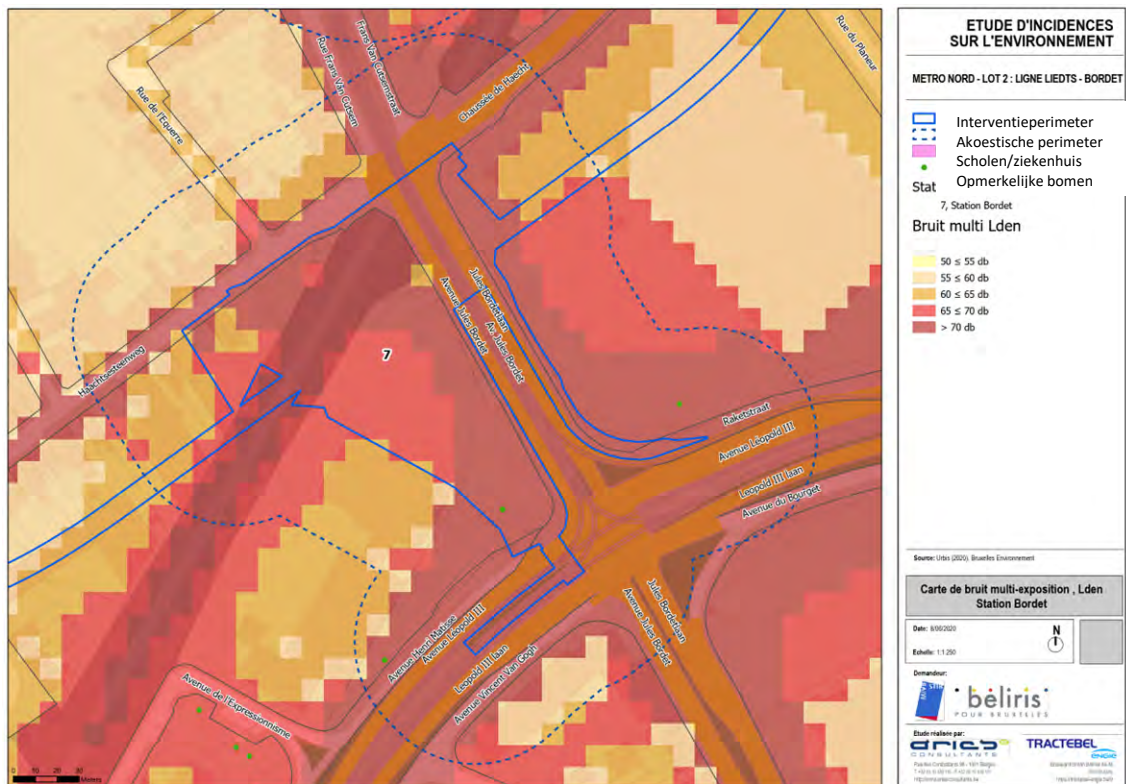 Rue de l'Equerre
Rue Frans Van Cutsem
Frans Van Cutsemstraat
Chaussée de Haecht
Rue du Planeur
Haachtsesteenweg
Avenue Jules Bordet
Jules Bordetlaan
Av. Jules Bordet
7
Raketstraat
Avenue Léopold III
Leopold III laan
Avenue du Bourget
Avenue Henri Matisse
Avenue Léopold III
Leopold III laan
Avenue Vincent Van Gogh
Jules Bordetlaan
Avenue Jules Bordet
Avenue de l'Expressionnisme
Meters
ETUDE D'INCIDENCES
SUR L'ENVIRONNEMENT
METRO NORD - LOT 2 : LIGNE LIEDTS - BORDET
Interventieperimeter
Akoestische perimeter
Scholen/ziekenhuis
Opmerkelijke bomen
Stat
7, Station Bordet
Bruit multi Lden
50 ≤ 55 db
55 ≤ 60 db
60 ≤ 65 db
65 ≤ 70 db
> 70 db
Source: Urbis (2020), Bruxelles Environnement
Carte de bruit multi-exposition , Lden
Station Bordet
Date: 8/06/2020
N
Echelle: 1:1 250
Demandeur:
beliris
POUR BRUXELLES
Etude réalisée par:
aries
CONSULTANTS
TRACTEBEL
ENGIE